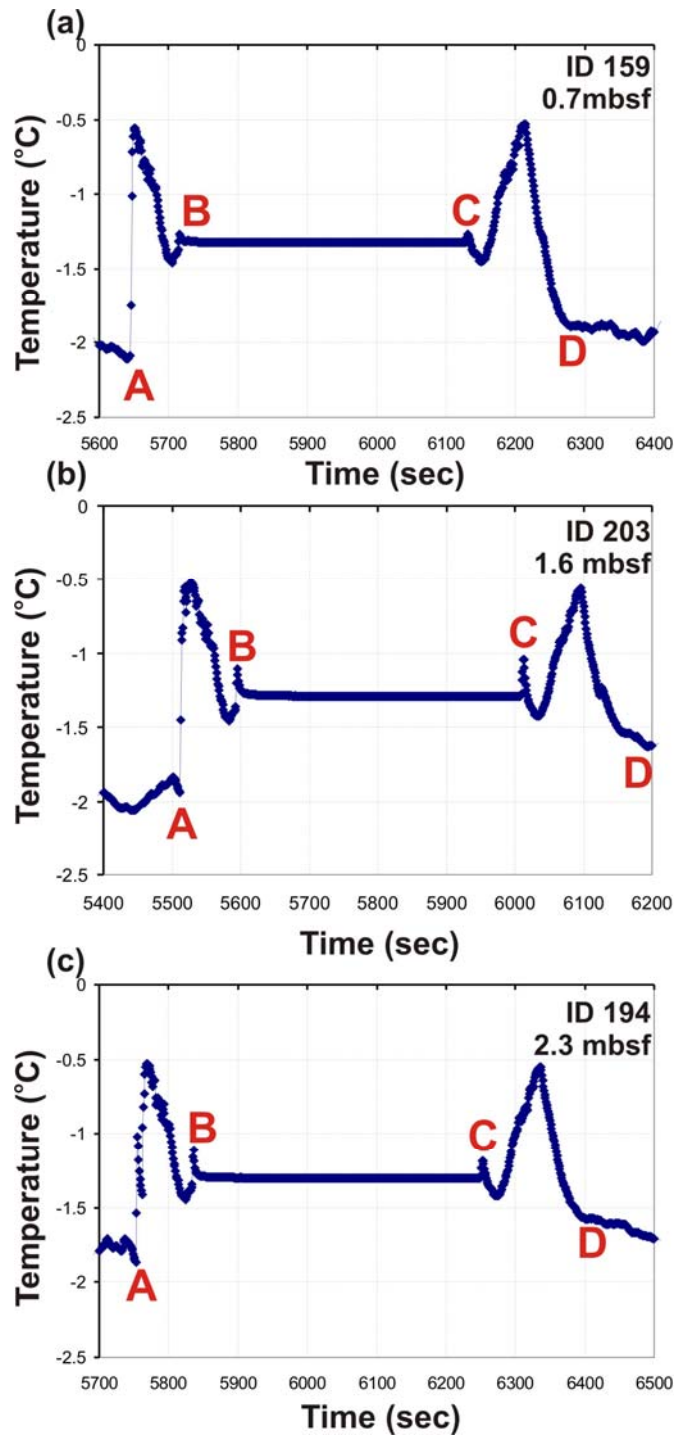 (a)
0
-0.5
-1
-1.5
-2
-2.5
Temperature (°C)
ID 159
0.7mbsf
A
B
C
D
5600 5700 5800 5900 6000 6100 6200 6300 6400
Time (sec)
(b)
0
-0.5
-1
-1.5
-2
-2.5
Temperature (°C)
ID 203
1.6 mbsf
A
B
C
D
5400 5500 5600 5700 5800 5900 6000 6100 6200
Time (sec)
(c)
0
-0.5
-1
-1.5
-2
-2.5
Temperature (°C)
ID 194
2.3 mbsf
A
B
C
D
5700 5800 5900 6000 6100 6200 6300 6400 6500
Time (sec)